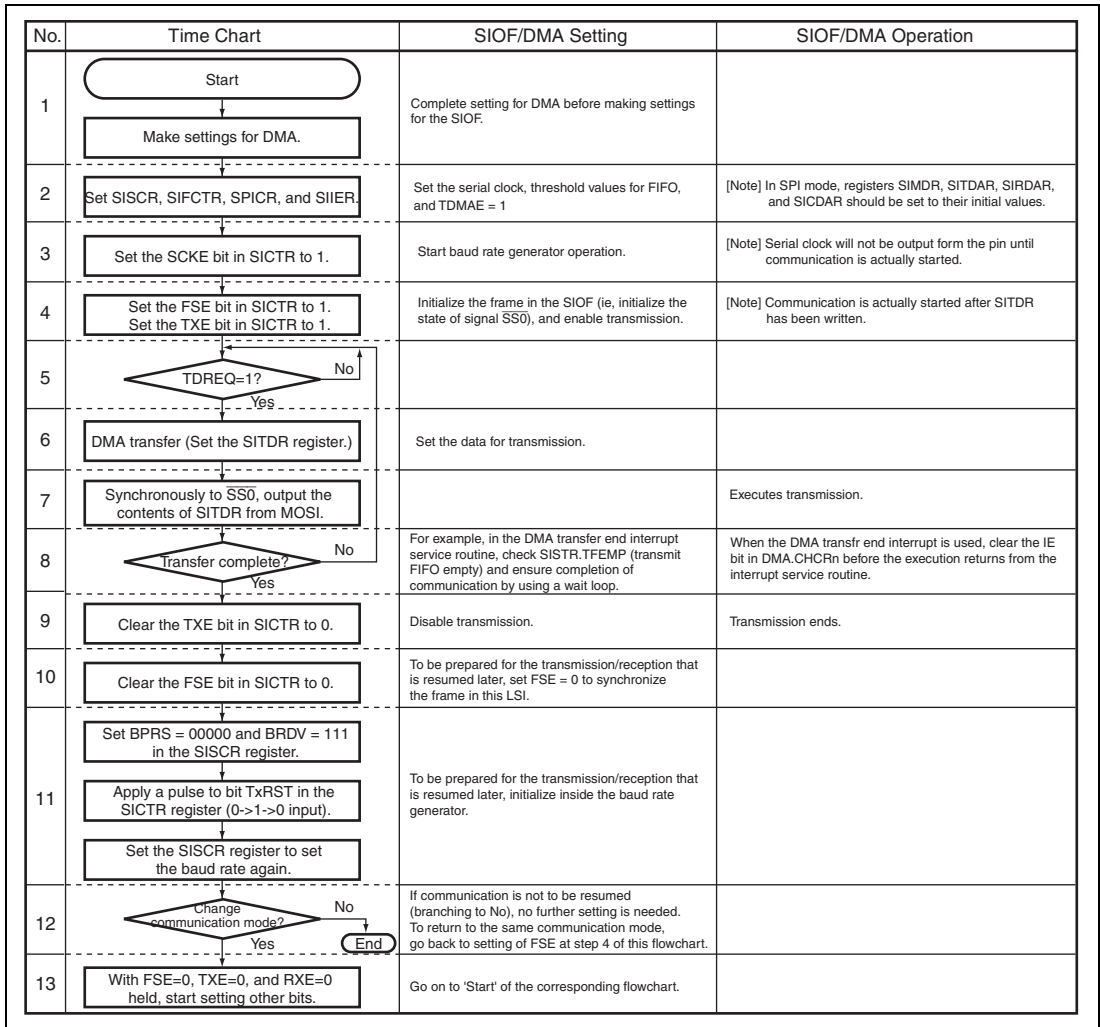 No. Time Chart SIOF/DMA Setting SIOF/DMA Operation
1
Start
Make settings for DMA.
Complete setting for DMA before making settings
for the SIOF.
2
Set SISCR, SIFCTR, SPICR, and SIIER.
Set the serial clock, threshold values for FIFO,
and TDMAE = 1
[Note] In SPI mode, registers SIMDR, SITDAR, SIRDAR,
and SICDAR should be set to their initial values.
3
Set the SCKE bit in SICTR to 1.
Start baud rate generator operation.
[Note] Serial clock will not be output form the pin until
communication is actually started.
4
Set the FSE bit in SICTR to 1.
Set the TXE bit in SICTR to 1.
Initialize the frame in the SIOF (ie, initialize the
state of signal S̅S̅0̅), and enable transmission.
[Note] Communication is actually started after SITDR
has been written.
5
TDREQ=1?
No
Yes
6
DMA transfer (Set the SITDR register.)
Set the data for transmission.
7
Synchronously to S̅S̅0̅, output the
contents of SITDR from MOSI.
Executes transmission.
8
Transfer complete?
No
Yes
For example, in the DMA transfer end interrupt
service routine, check SISTR.TFEMP (transmit
FIFO empty) and ensure completion of
communication by using a wait loop.
When the DMA transfr end interrupt is used, clear the IE
bit in DMA.CHCRn before the execution returns from the
interrupt service routine.
9
Clear the TXE bit in SICTR to 0.
Disable transmission.
Transmission ends.
10
Clear the FSE bit in SICTR to 0.
To be prepared for the transmission/reception that
is resumed later, set FSE = 0 to synchronize
the frame in this LSI.
11
Set BPRS = 00000 and BRDV = 111
in the SISCR register.
Apply a pulse to bit TxRST in the
SICTR register (0->1->0 input).
Set the SISCR register to set
the baud rate again.
To be prepared for the transmission/reception that
is resumed later, initialize inside the baud rate
generator.
12
Change
communication mode?
No
Yes
End
If communication is not to be resumed
(branching to No), no further setting is needed.
To return to the same communication mode,
go back to setting of FSE at step 4 of this flowchart.
13
With FSE=0, TXE=0, and RXE=0
held, start setting other bits.
Go on to 'Start' of the corresponding flowchart.